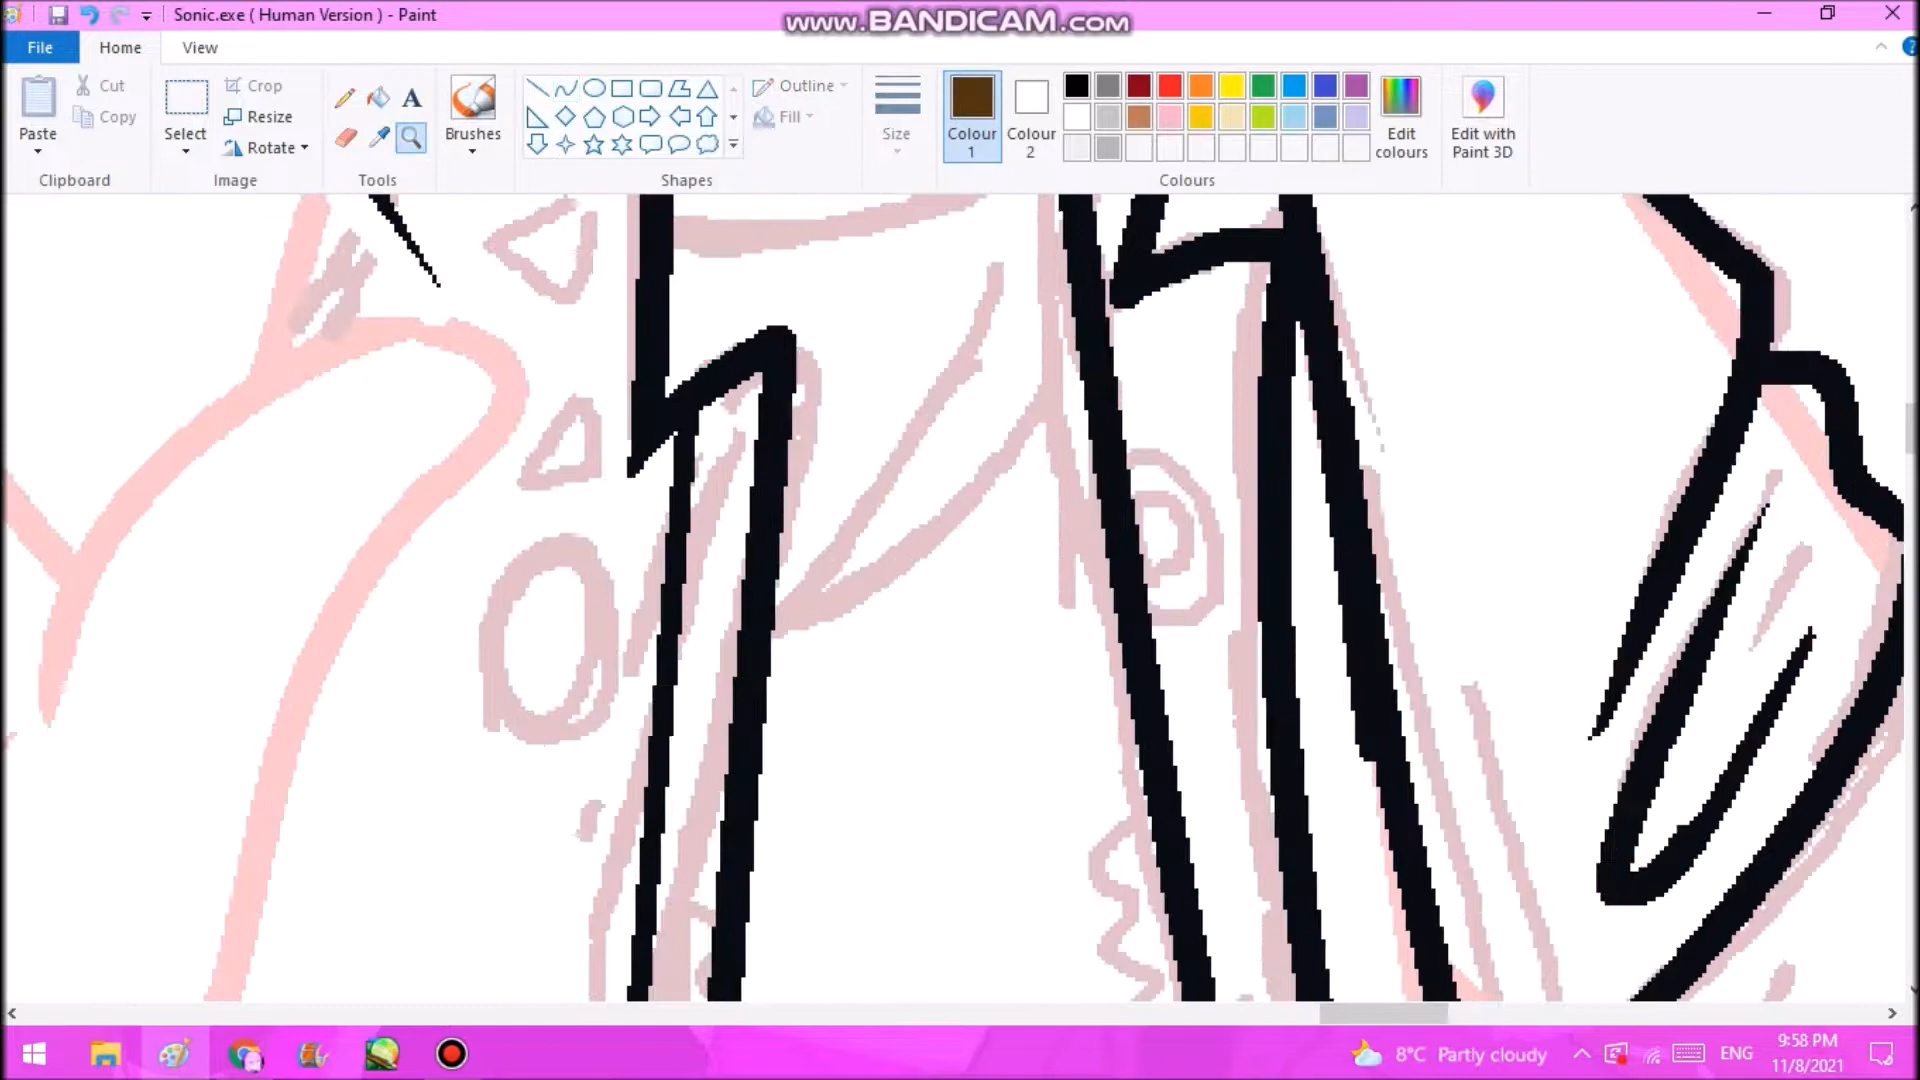 Sonic.exe ( Human Version ) - Paint
www.BANDICAM.com
File
Home
View
Paste
Cut
Copy
Clipboard
Select
Crop
Resize
Rotate
Image
A
Tools
Brushes
Shapes
Outline
Fill
Size
Colour
1
Colour
2
Edit
colours
Colours
Edit with
Paint 3D
8°C Partly cloudy
ENG
9:58 PM
11/8/2021